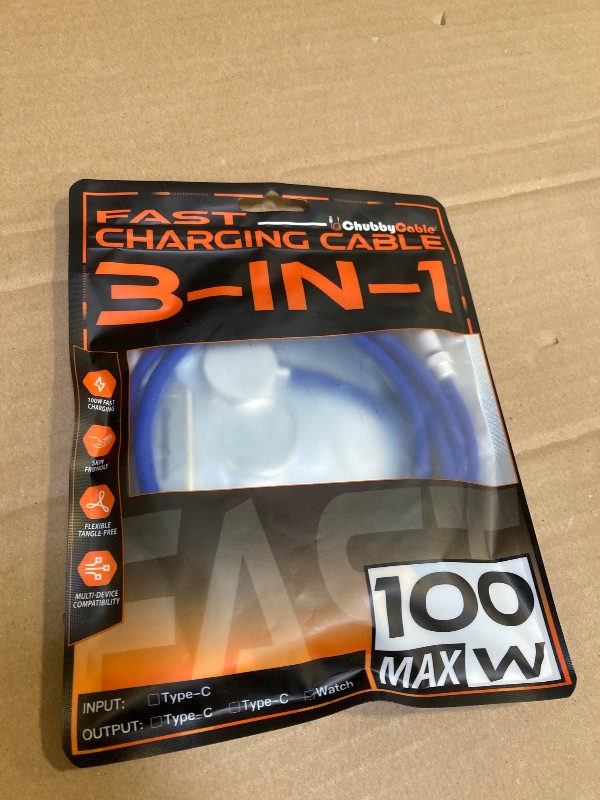 FAST
ChubbyCable
CHARGING CABLE
3-IN-1
100W FAST
CHARGING
SKIN
FRIENDLY
FLEXIBLE
TANGLE-FREE
MULTI-DEVICE
COMPATIBILITY
FAST
100
MAX W
INPUT: Type-C
OUTPUT: Type-C Type-C Watch